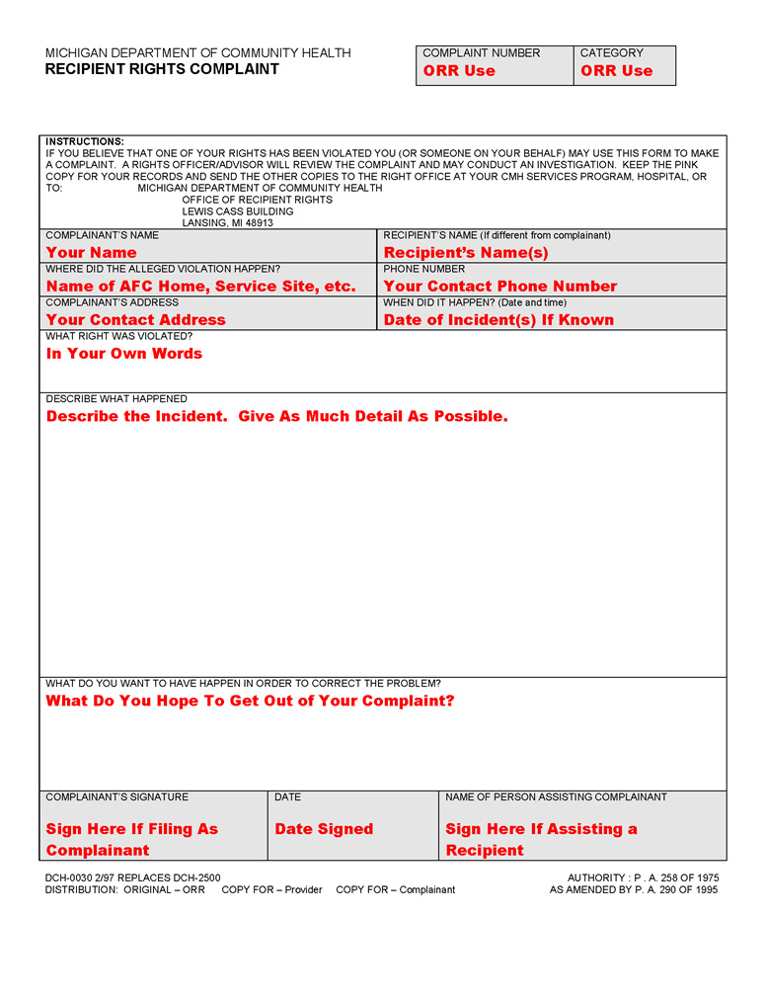 MICHIGAN DEPARTMENT OF COMMUNITY HEALTH
RECIPIENT RIGHTS COMPLAINT
COMPLAINT NUMBER
ORR Use
CATEGORY
ORR Use
INSTRUCTIONS:
IF YOU BELIEVE THAT ONE OF YOUR RIGHTS HAS BEEN VIOLATED YOU (OR SOMEONE ON YOUR BEHALF) MAY USE THIS FORM TO MAKE
A COMPLAINT.  A RIGHTS OFFICER/ADVISOR WILL REVIEW THE COMPLAINT AND MAY CONDUCT AN INVESTIGATION.  KEEP THE PINK
COPY FOR YOUR RECORDS AND SEND THE OTHER COPIES TO THE RIGHT OFFICE AT YOUR CMH SERVICES PROGRAM, HOSPITAL, OR
TO: MICHIGAN DEPARTMENT OF COMMUNITY HEALTH
OFFICE OF RECIPIENT RIGHTS
LEWIS CASS BUILDING
LANSING, MI 48913
COMPLAINANT'S NAME
Your Name
RECIPIENT'S NAME (If different from complainant)
Recipient's Name(s)
WHERE DID THE ALLEGED VIOLATION HAPPEN?
Name of AFC Home, Service Site, etc.
PHONE NUMBER
Your Contact Phone Number
COMPLAINANT'S ADDRESS
Your Contact Address
WHEN DID IT HAPPEN? (Date and time)
Date of Incident(s) If Known
WHAT RIGHT WAS VIOLATED?
In Your Own Words
DESCRIBE WHAT HAPPENED
Describe the Incident.  Give As Much Detail As Possible.
WHAT DO YOU WANT TO HAVE HAPPEN IN ORDER TO CORRECT THE PROBLEM?
What Do You Hope To Get Out of Your Complaint?
COMPLAINANT'S SIGNATURE
Sign Here If Filing As
Complainant
DATE
Date Signed
NAME OF PERSON ASSISTING COMPLAINANT
Sign Here If Assisting a
Recipient
DCH-0030 2/97 REPLACES DCH-2500
DISTRIBUTION:  ORIGINAL – ORR COPY FOR – Provider COPY FOR – Complainant
AUTHORITY : P . A. 258 OF 1975
AS AMENDED BY P. A. 290 OF 1995